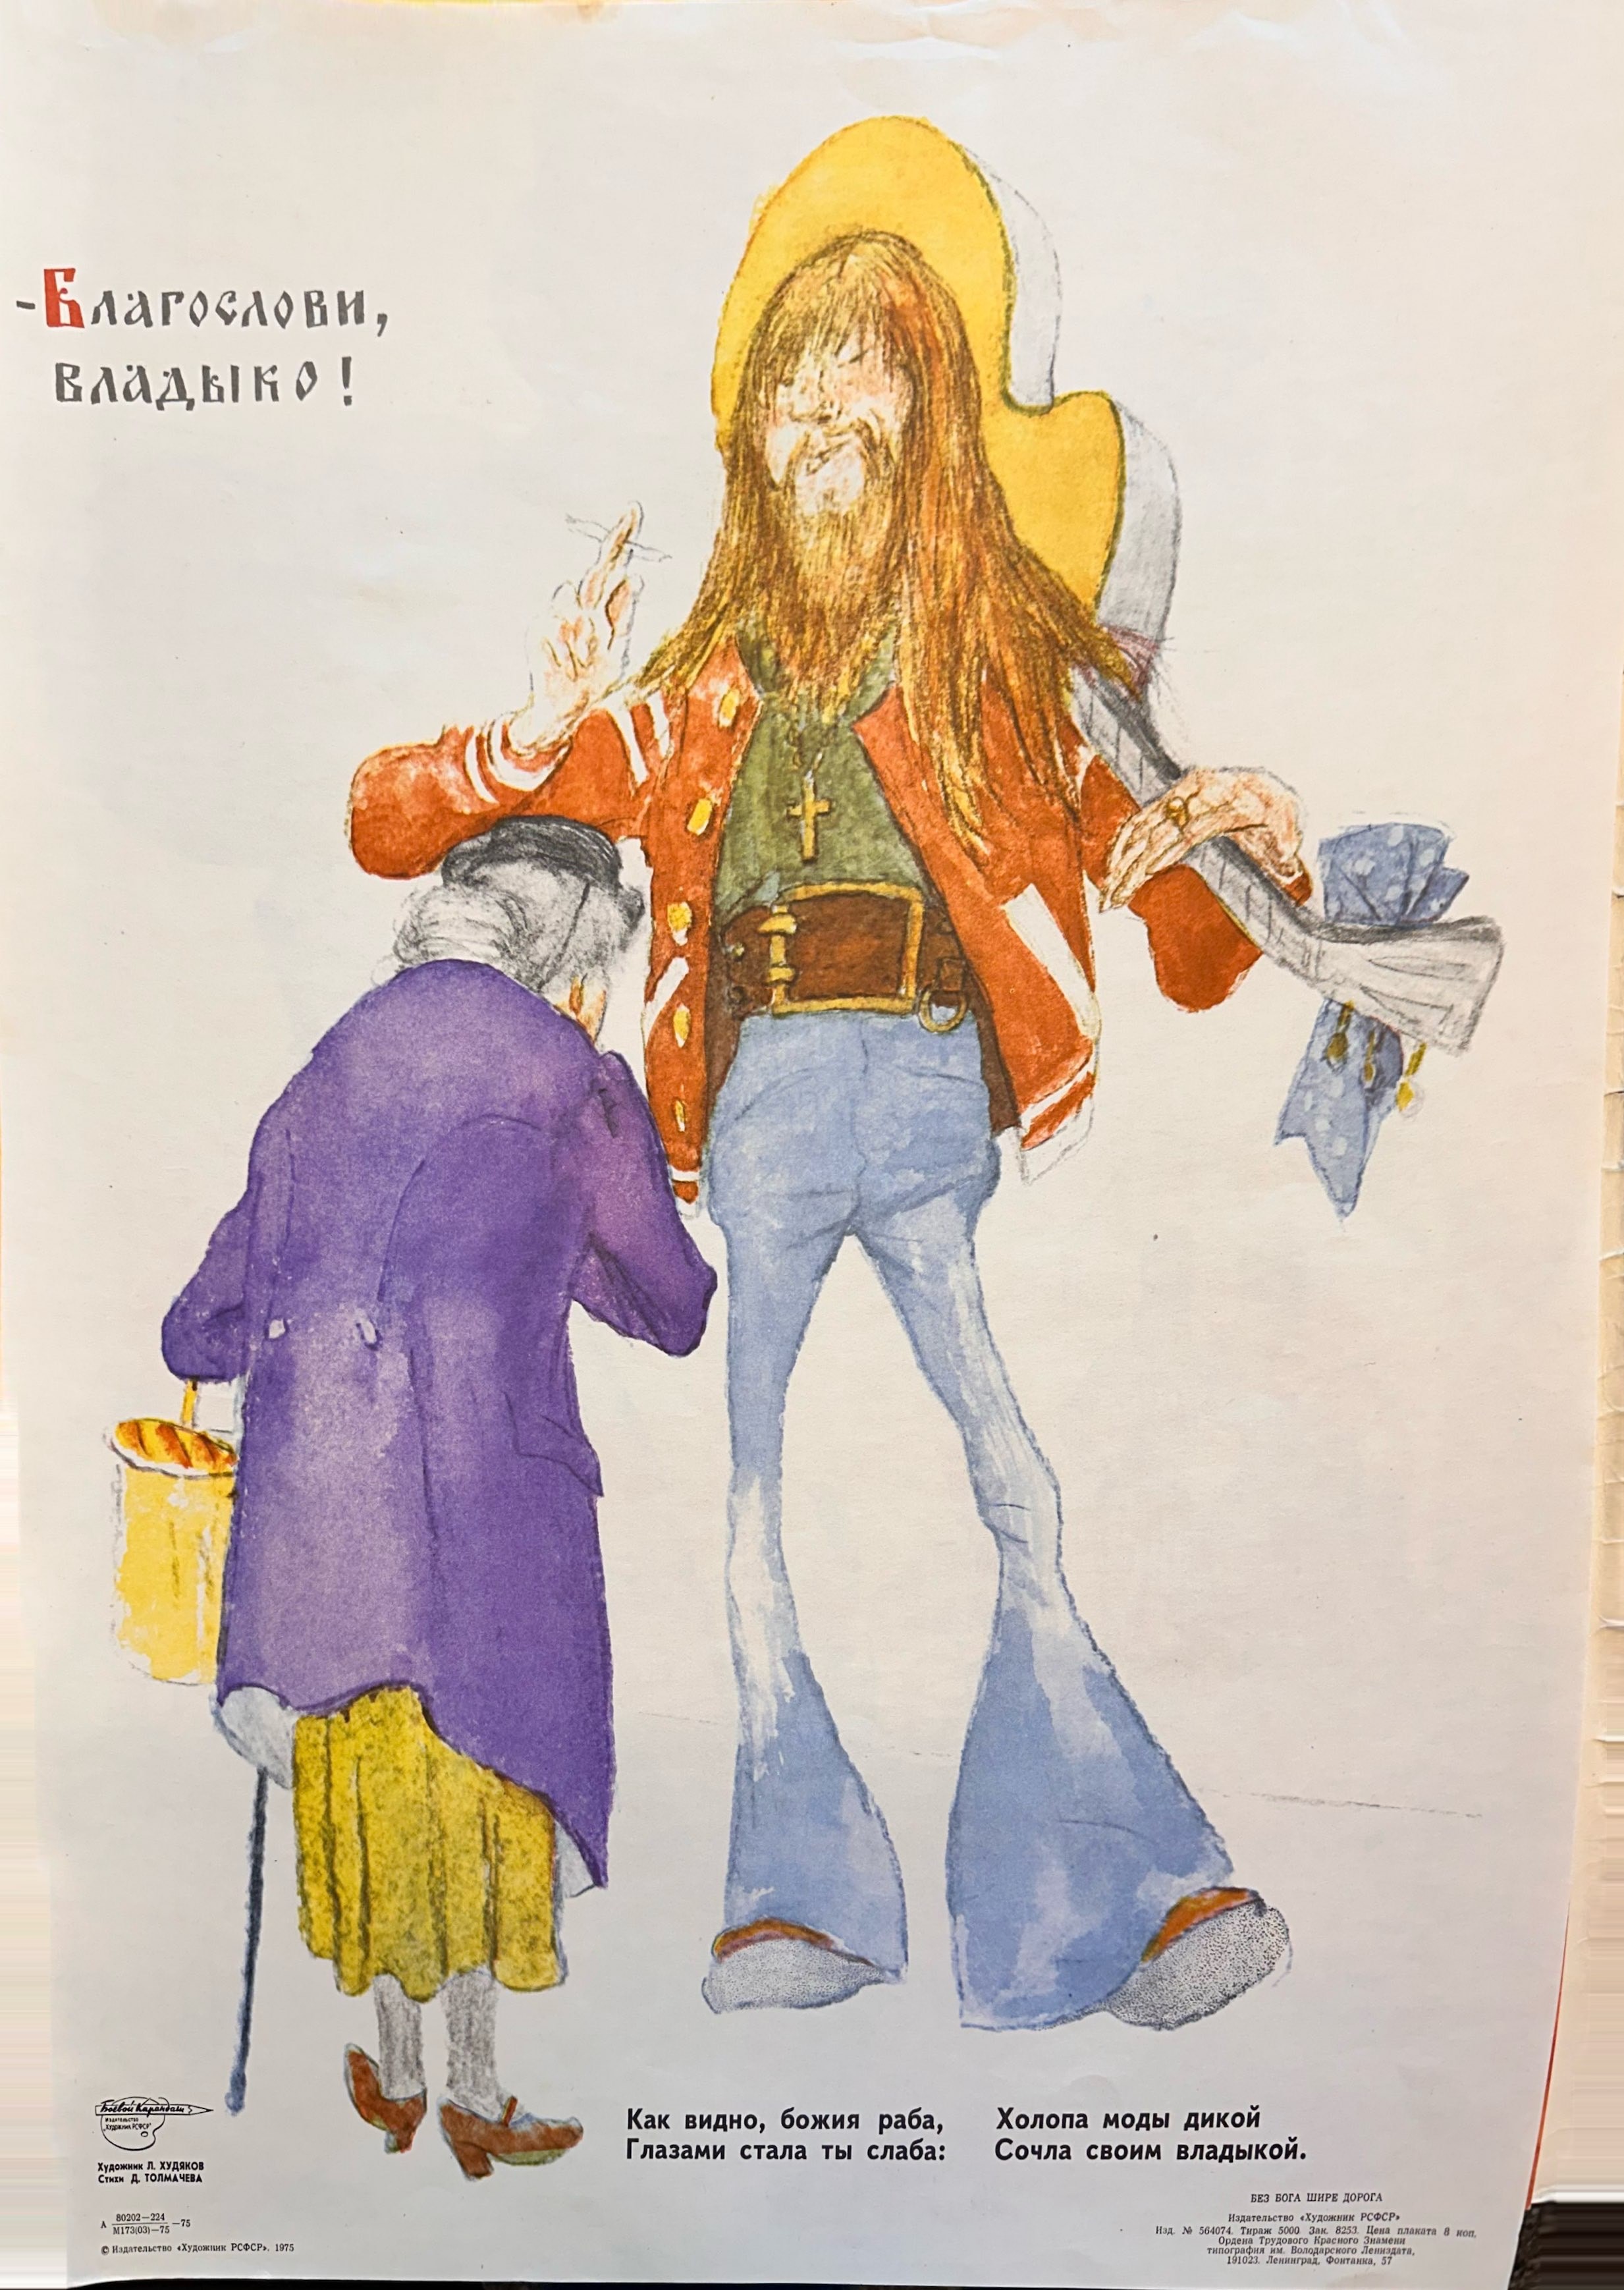 -Благослови,
владыко!
Как видно, божия раба,
Глазами стала ты слаба:
Холопа моды дикой
Сочла своим владыкой.
Боевой Карандаш
Издательство
"Художник РСФСР"
Художник Л. ХУДЯКОВ
Стихи Д. ТОЛМАЧЕВА
А 80202—224
М173(03)—75 —75
© Издательство «Художник РСФСР». 1975
БЕЗ БОГА ШИРЕ ДОРОГА
Издательство «Художник РСФСР»
Изд. № 564074. Тираж 5000. Зак. 8253. Цена плаката 8 коп.
Ордена Трудового Красного Знамени
типография им. Володарского Лениздата,
191023. Ленинград, Фонтанка, 57